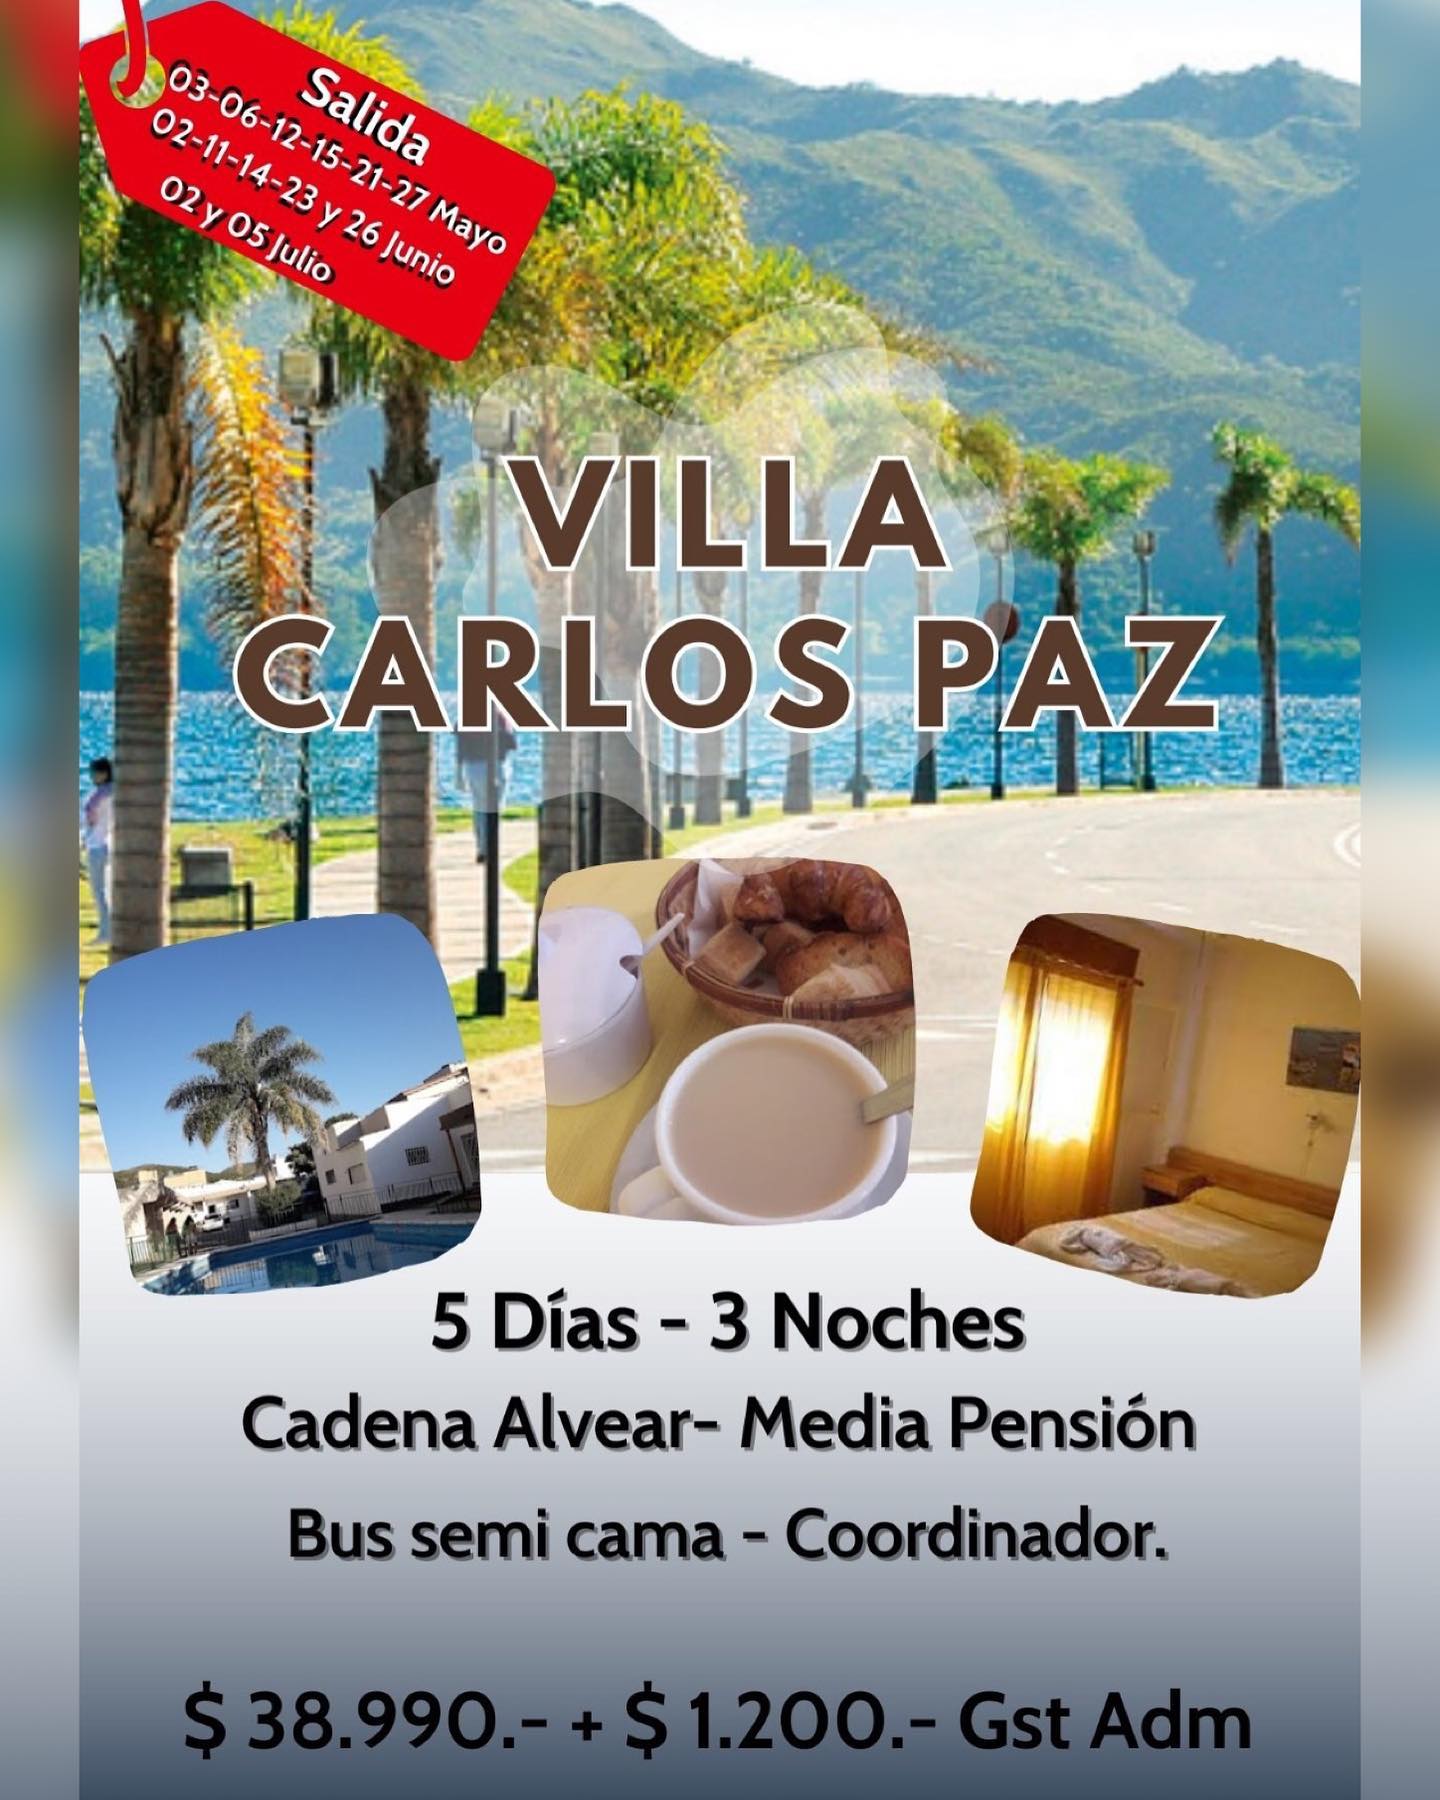 Salida
03-06-12-15-21-27 Mayo
02-11-14-23 y 26 Junio
02 y 05 Julio
VILLA
CARLOS PAZ
5 Días - 3 Noches
Cadena Alvear- Media Pensión
Bus semi cama - Coordinador.
$ 38.990.- + $ 1.200.- Gst Adm